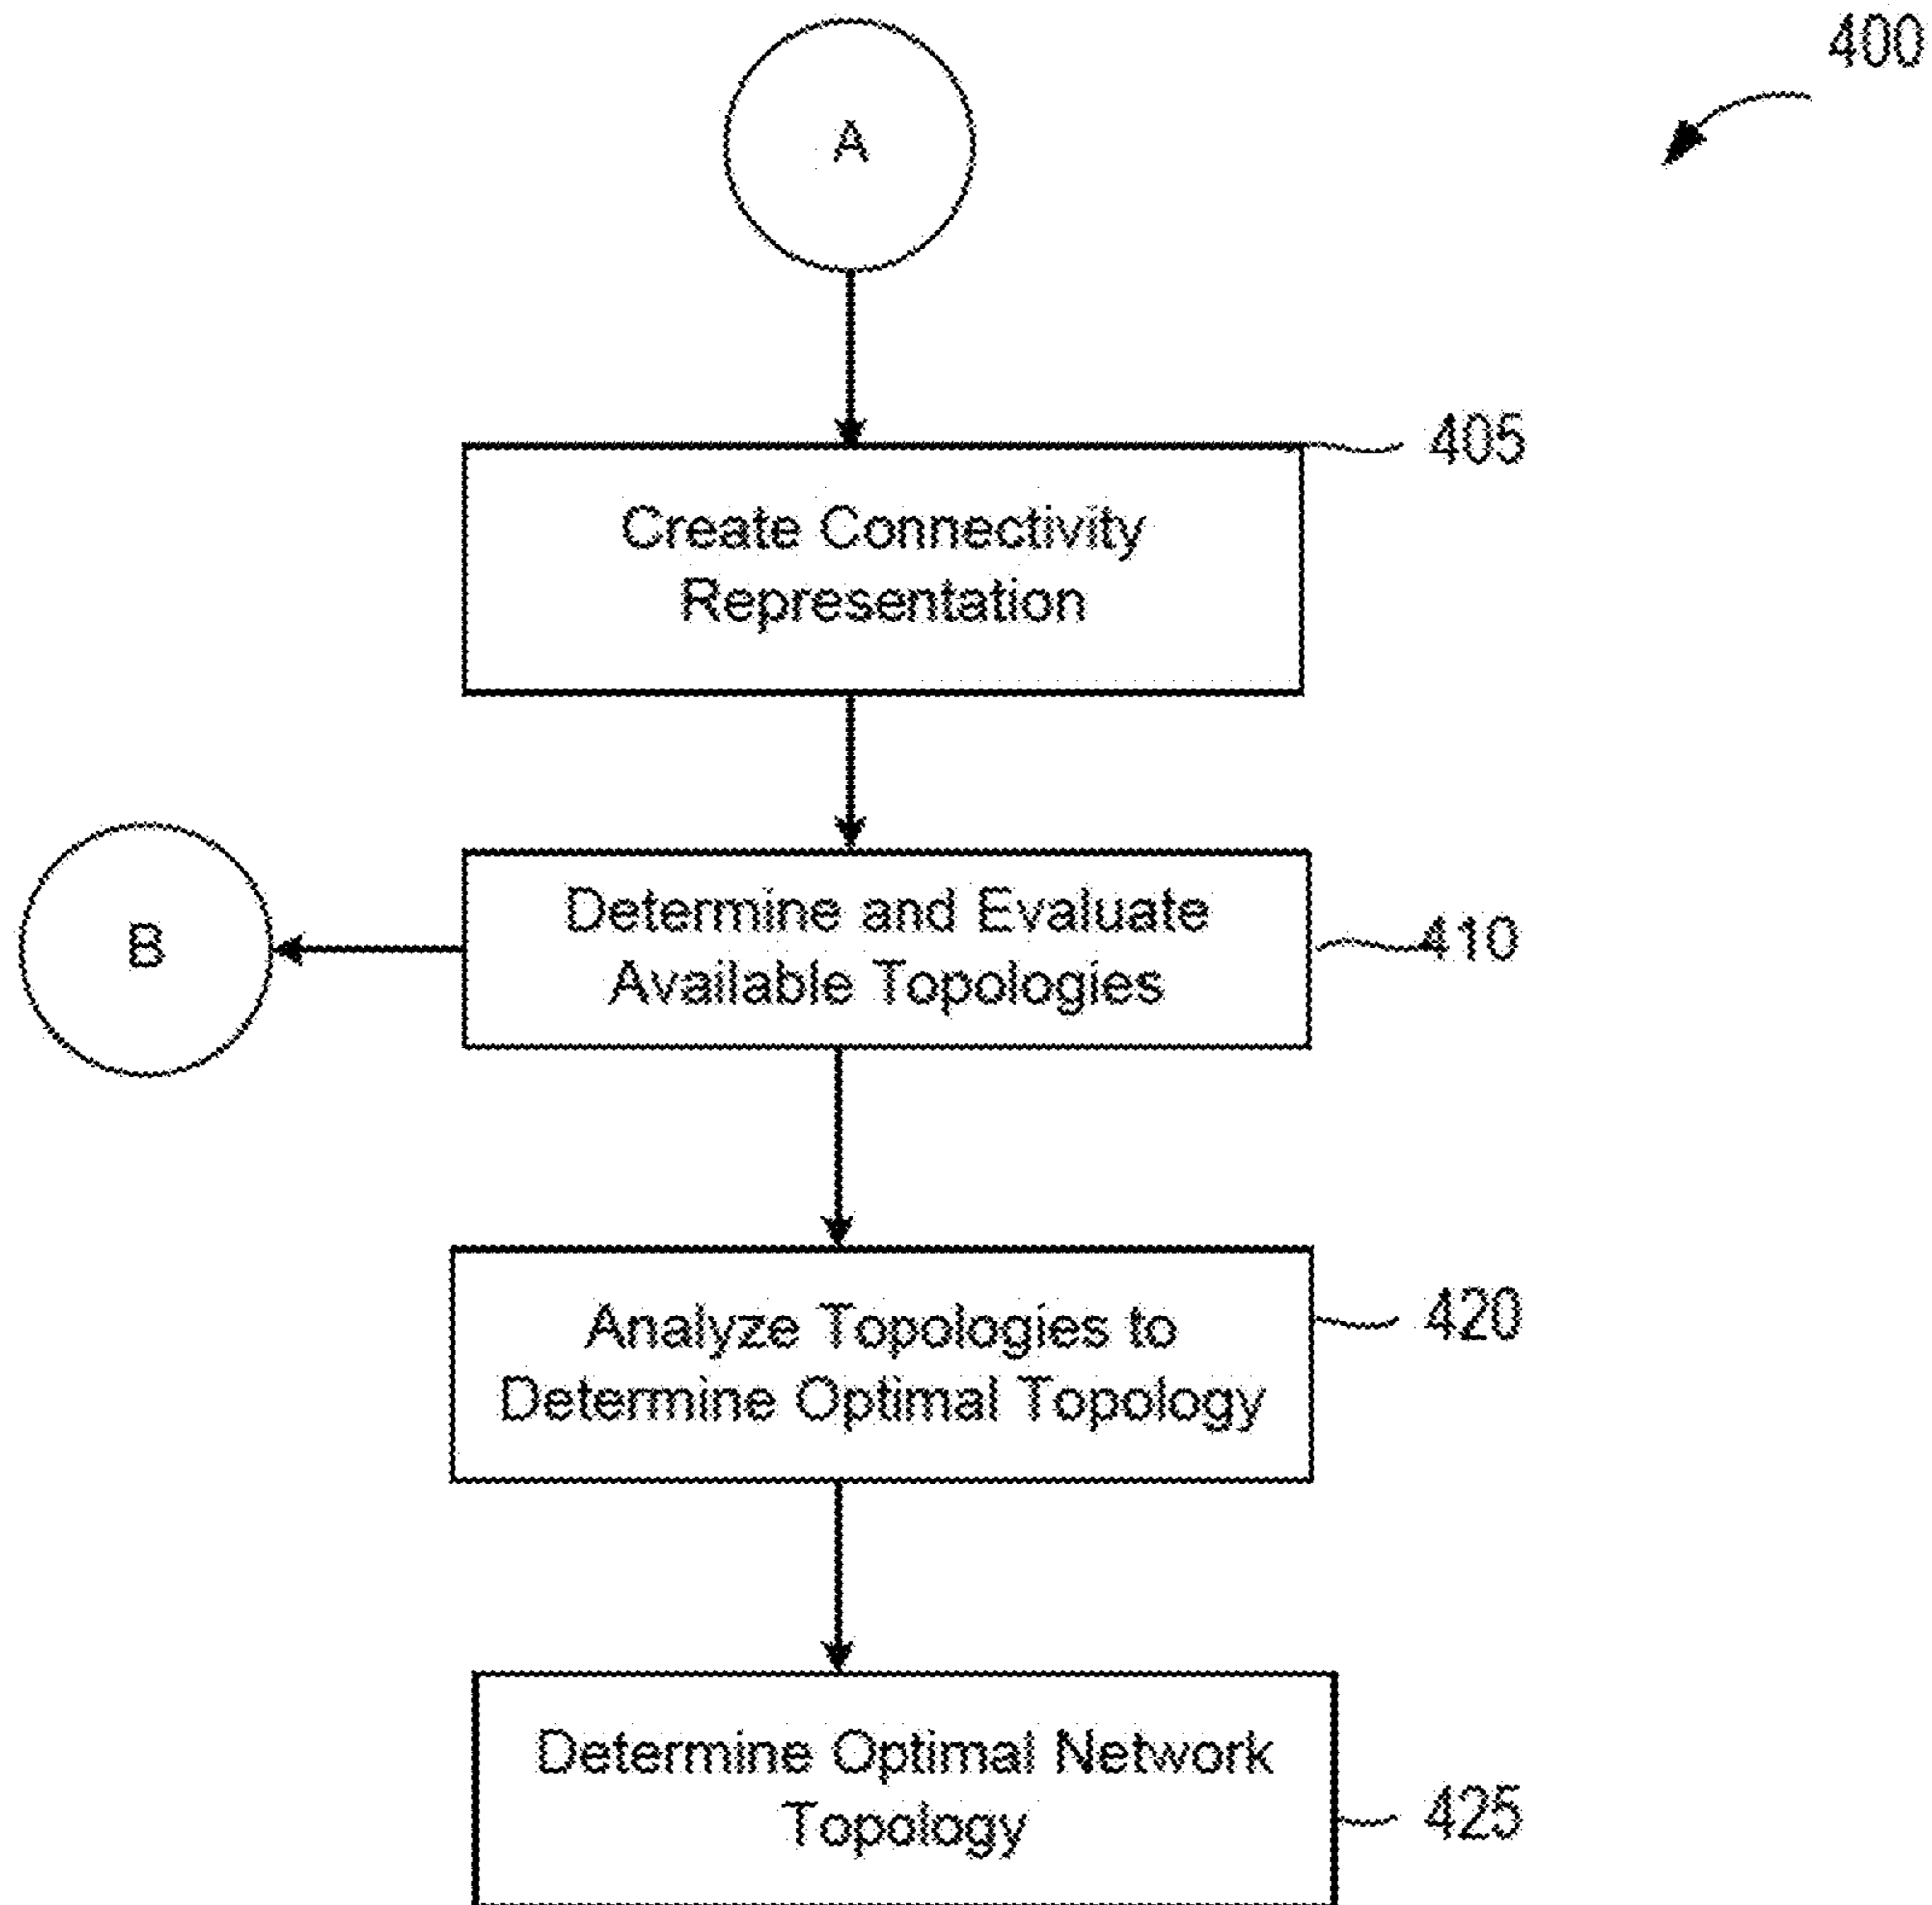 400
A
405
Create Connectivity
Representation
B
Determine and Evaluate
Available Topologies
410
Analyze Topologies to
Determine Optimal Topology
420
Determine Optimal Network
Topology
425